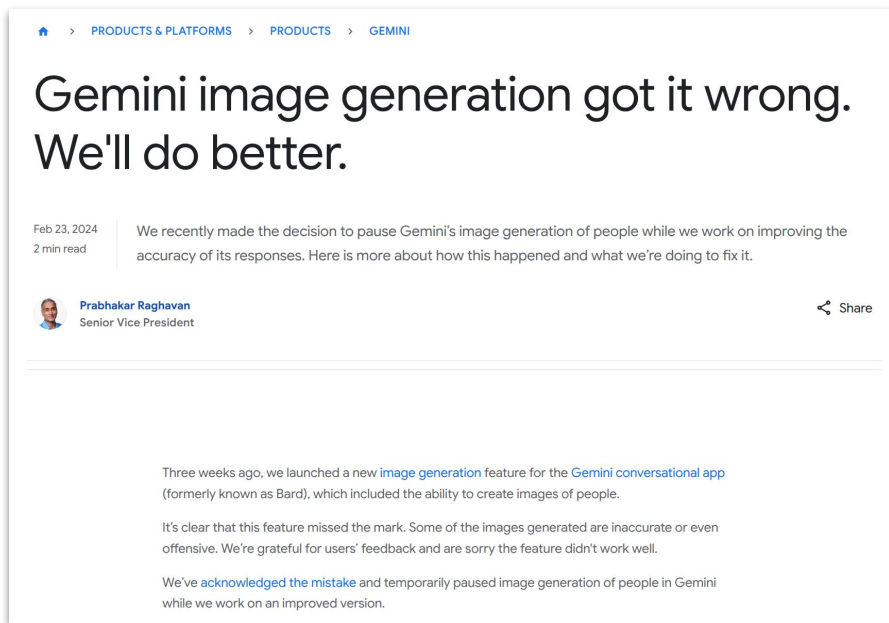 > PRODUCTS & PLATFORMS > PRODUCTS > GEMINI
Gemini image generation got it wrong.
We'll do better.
Feb 23, 2024
2 min read
We recently made the decision to pause Gemini’s image generation of people while we work on improving the
accuracy of its responses. Here is more about how this happened and what we’re doing to fix it.
Prabhakar Raghavan
Senior Vice President
Share
Three weeks ago, we launched a new image generation feature for the Gemini conversational app
(formerly known as Bard), which included the ability to create images of people.
It’s clear that this feature missed the mark. Some of the images generated are inaccurate or even
offensive. We’re grateful for users’ feedback and are sorry the feature didn't work well.
We’ve acknowledged the mistake and temporarily paused image generation of people in Gemini
while we work on an improved version.